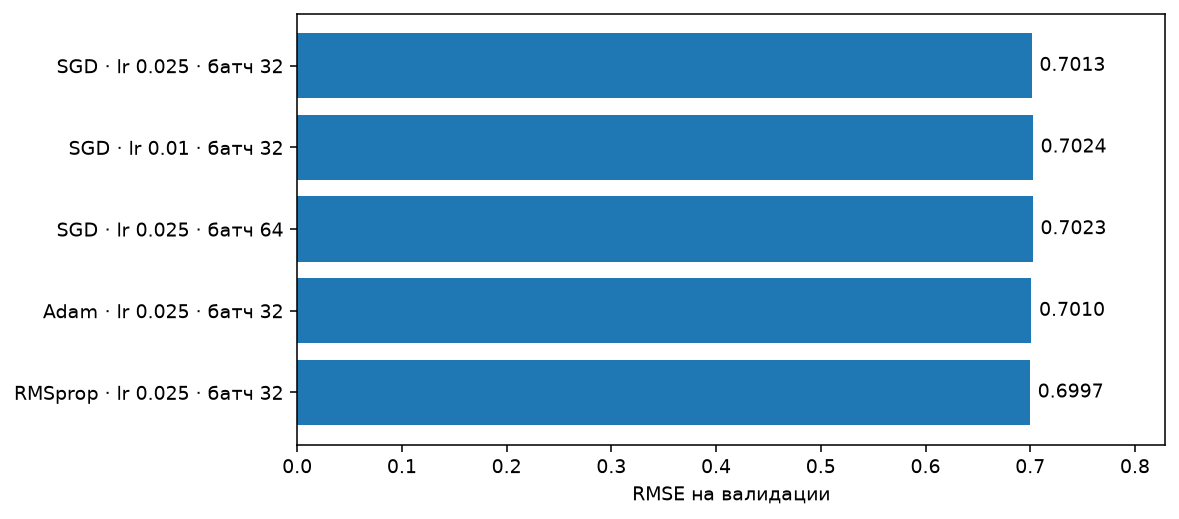 SGD · lr 0.025 · батч 32
0.7013
SGD · lr 0.01 · батч 32
0.7024
SGD · lr 0.025 · батч 64
0.7023
Adam · lr 0.025 · батч 32
0.7010
RMSprop · lr 0.025 · батч 32
0.6997
0.0 0.1 0.2 0.3 0.4 0.5 0.6 0.7 0.8
RMSE на валидации